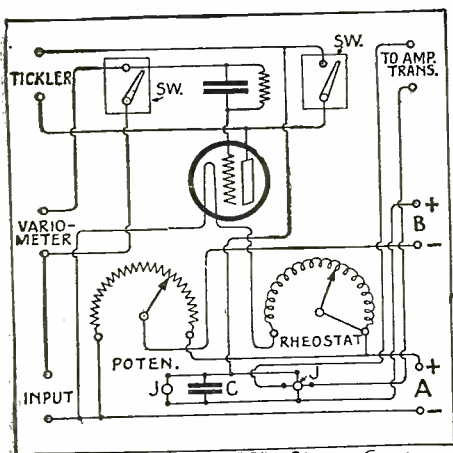 TICKLER
SW.
SW.
TO AMP.
TRANS.
VARIO-
METER
+
B
-
POTEN.
RHEOSTAT
+
A
-
INPUT
J
C
J